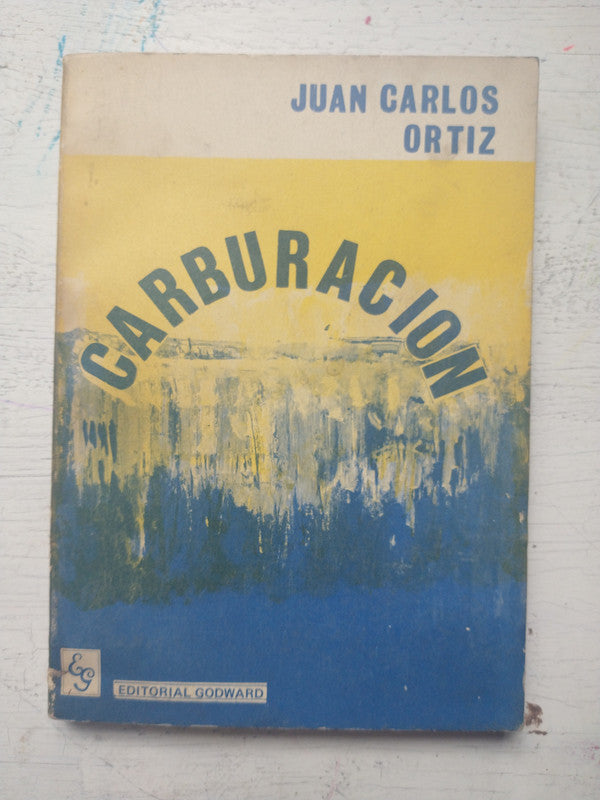 JUAN CARLOS
ORTIZ
CARBURACION
EG
EDITORIAL GODWARD